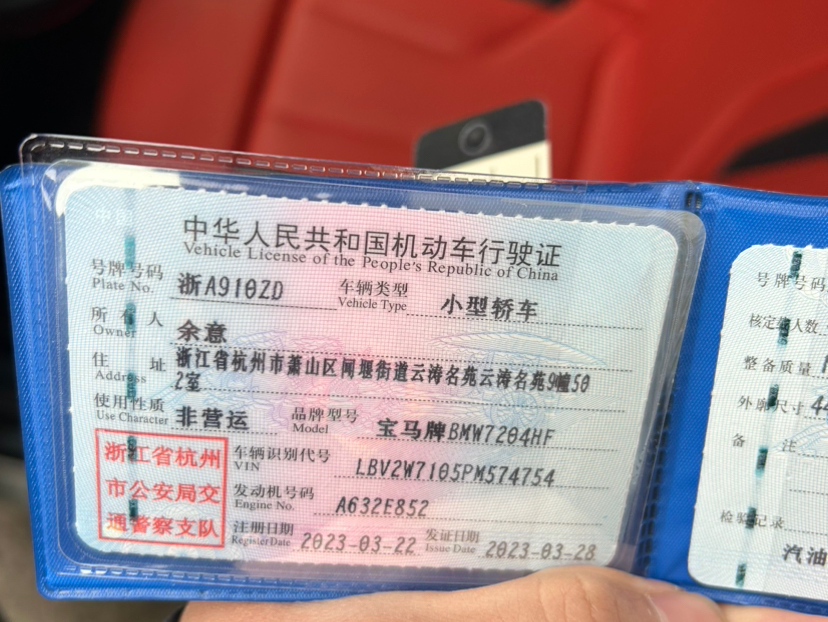 中华人民共和国机动车行驶证
Vehicle License of the People's Republic of China
号牌号码 浙A910ZD 车辆类型 小型轿车
Plate No. Vehicle Type
所有人 余意
Owner
住址 浙江省杭州市萧山区闻堰街道云涛名苑云涛名苑9幢50
Address 2室
使用性质 非营运 品牌型号 宝马牌BMW7204HF
Use Character Model
浙江省杭州
市公安局交
通警察支队
车辆识别代号 LBV2W7105PM574754
VIN
发动机号码 A632E852
Engine No.
注册日期 2023-03-22 发证日期 2023-03-28
Register Date Issue Date
号牌号码
核定载人数
整备质量
外廓尺寸 44
备注
检验记录
汽油